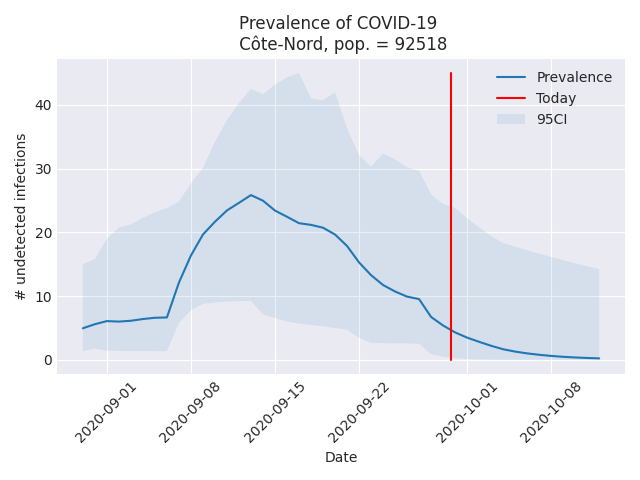 Prevalence of COVID-19
Côte-Nord, pop. = 92518
Prevalence
Today
95CI
# undetected infections
40
30
20
10
0
2020-09-01
2020-09-08
2020-09-15
2020-09-22
2020-10-01
2020-10-08
Date